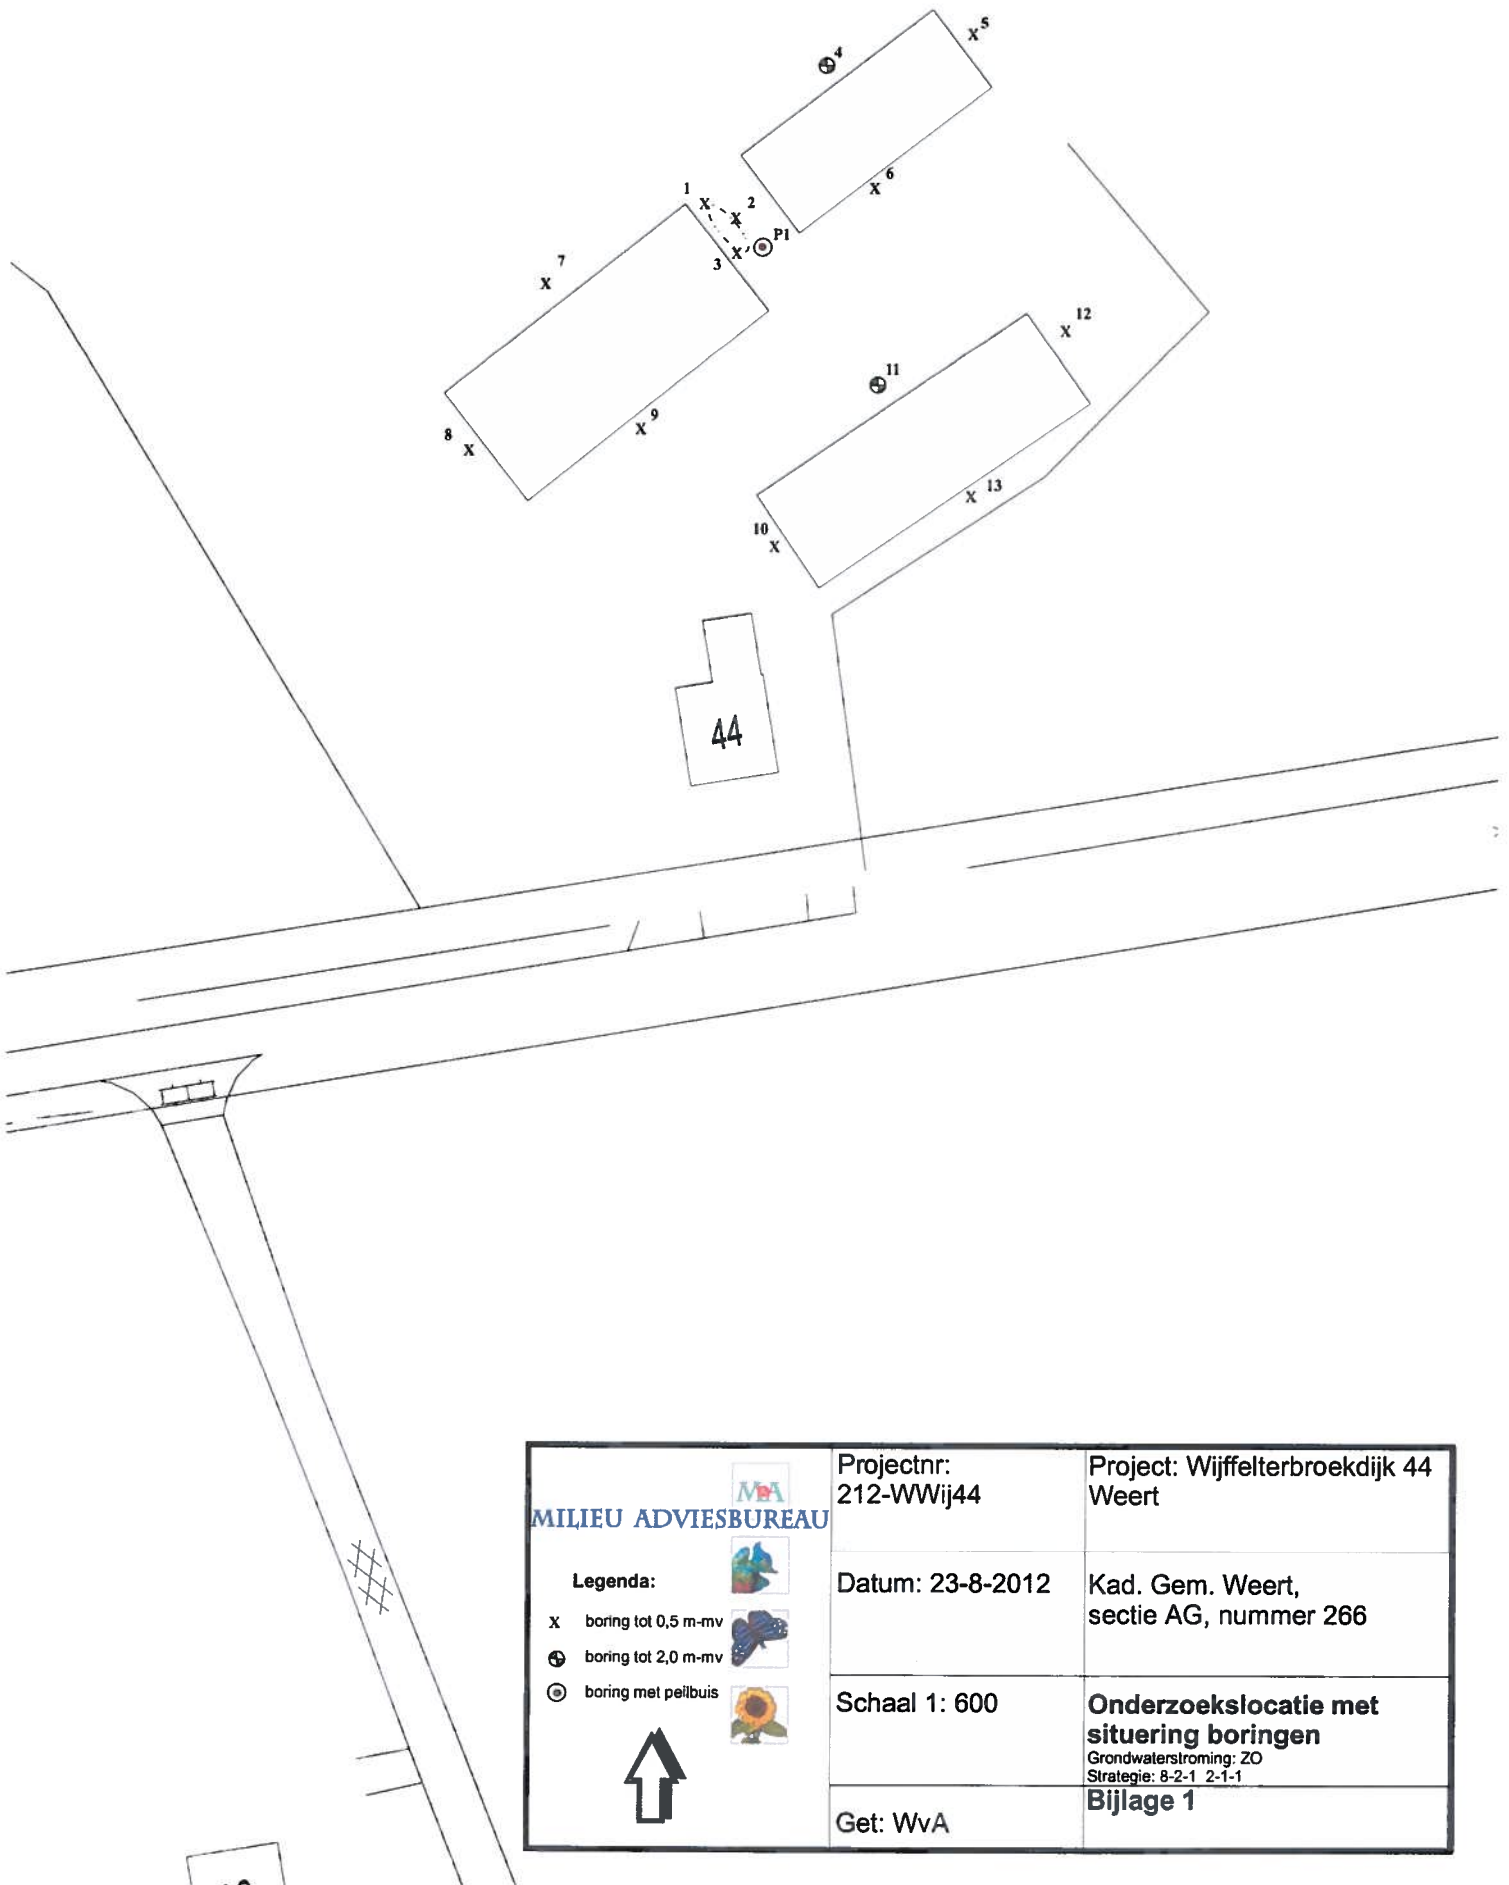 5
4
6
1
2
P1
3
7
12
11
9
8
13
10
44
MA
MILIEU ADVIESBUREAU
Legenda:
x boring tot 0,5 m-mv
boring tot 2,0 m-mv
boring met peilbuis
Projectnr:
212-WWij44
Project: Wijffelterbroekdijk 44
Weert
Datum: 23-8-2012
Kad. Gem. Weert,
sectie AG, nummer 266
Schaal 1: 600
Onderzoekslocatie met
situering boringen
Grondwaterstroming: ZO
Strategie: 8-2-1 2-1-1
Get: WvA
Bijlage 1